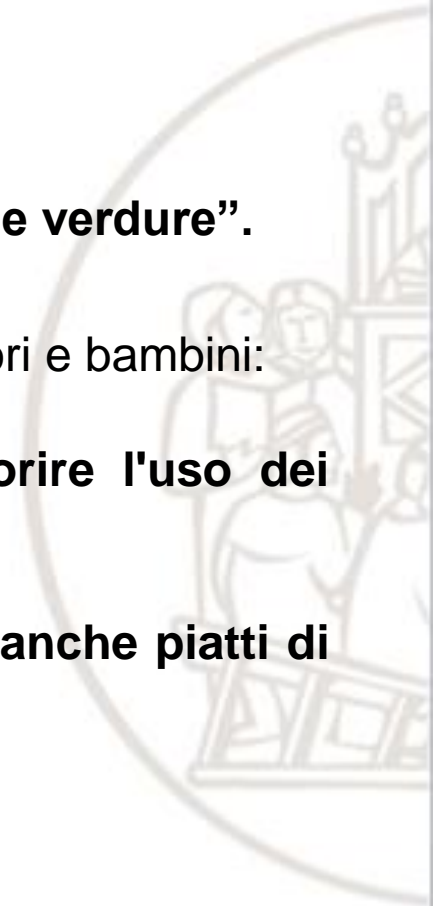 e verdure”.
ori e bambini:
orire l'uso dei
anche piatti di